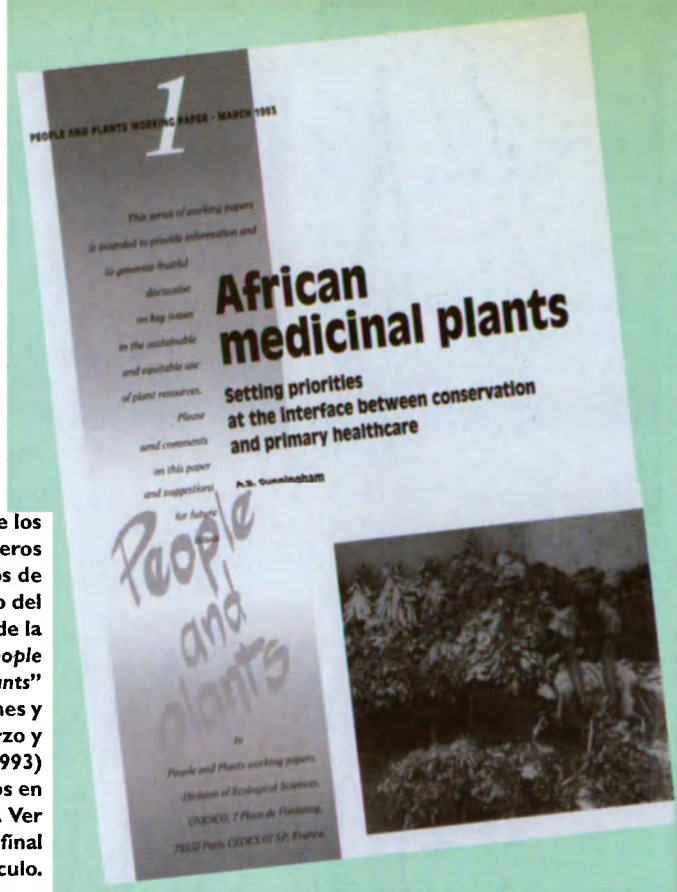 1
PEOPLE AND PLANTS WORKING PAPER - MARCH 1993
This series of working papers
is intended to provide information and
to generate fruitful
discussion
on key issues
in the sustainable
and equitable use
of plant resources.
Please
send comments
on this paper
and suggestions
for future
issues
to
People and Plants working papers,
Division of Ecological Sciences,
UNESCO, 7 Place de Fontenoy,
75352 Paris CEDEX 07 SP, France.
African
medicinal plants
Setting priorities
at the interface between conservation
and primary healthcare
A.B. Cunningham
People
and
plants
e los
eros
os de
o del
de la
ople
nts"
nes y
rzo y
993)
os en
. Ver
final
culo.